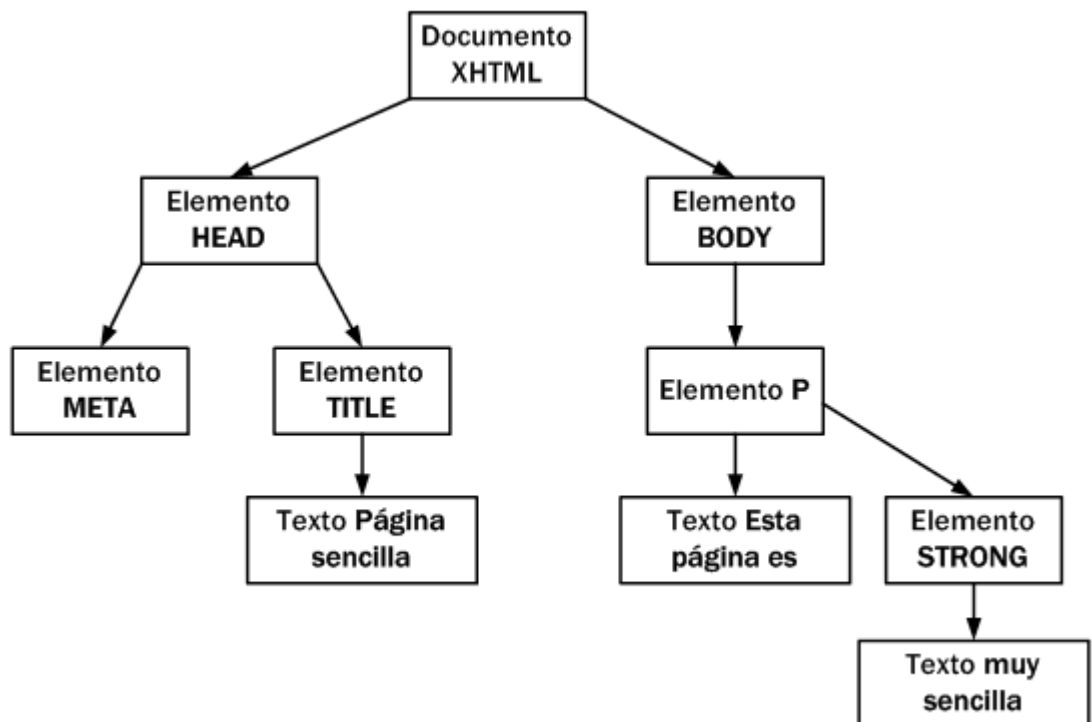 Documento
XHTML
Elemento
HEAD
Elemento
BODY
Elemento
META
Elemento
TITLE
Elemento P
Texto Página
sencilla
Texto Esta
página es
Elemento
STRONG
Texto muy
sencilla